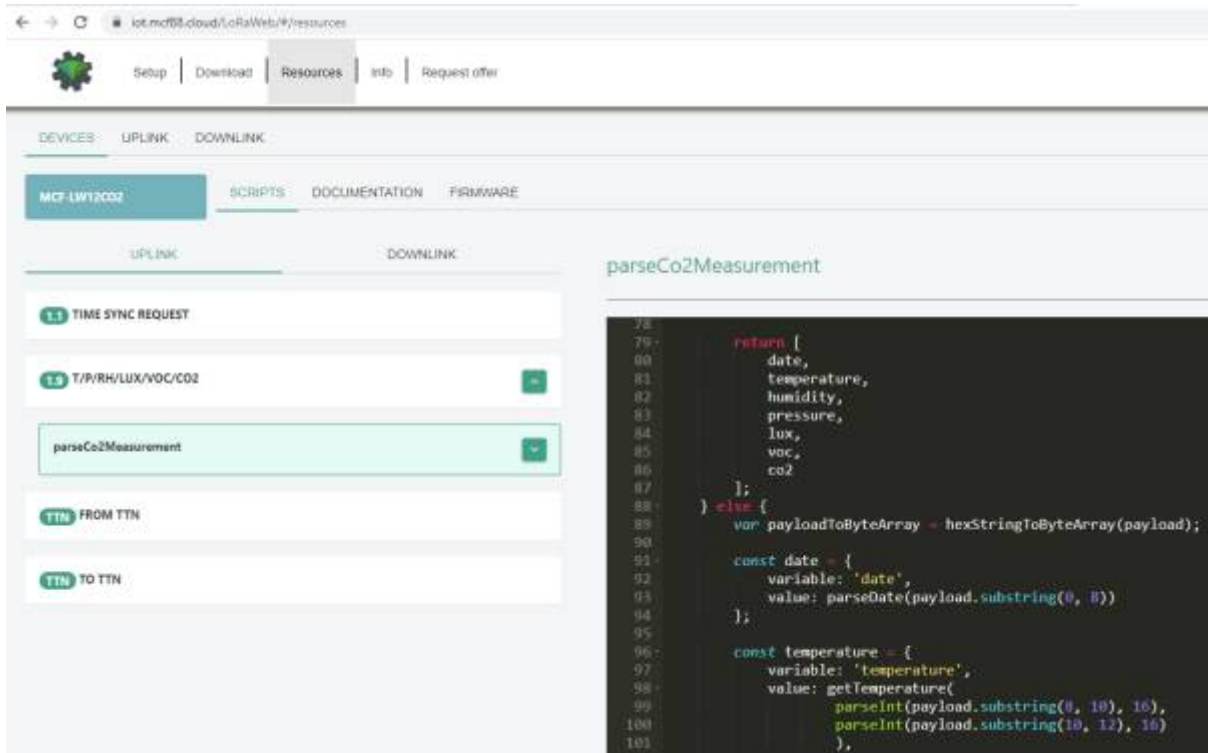 iot.mcf88.cloud/LoRaWeb/#/resources
Setup Download Resources Info Request offer
DEVICES UPLINK DOWNLINK
MCF-LW12CO2 SCRIPTS DOCUMENTATION FIRMWARE
UPLINK DOWNLINK
1.1 TIME SYNC REQUEST
1.9 T/P/RH/LUX/VOC/CO2
parseCo2Measurement
TTN FROM TTN
TTN TO TTN
parseCo2Measurement
78
79 return [
80 date,
81 temperature,
82 humidity,
83 pressure,
84 lux,
85 voc,
86 co2
87 ];
88 } else {
89 var payloadToByteArray = hexStringToByteArray(payload);
90
91 const date = {
92 variable: 'date',
93 value: parseDate(payload.substring(0, 8))
94 };
95
96 const temperature = {
97 variable: 'temperature',
98 value: getTemperature(
99 parseInt(payload.substring(8, 10), 16),
100 parseInt(payload.substring(10, 12), 16)
101 ),